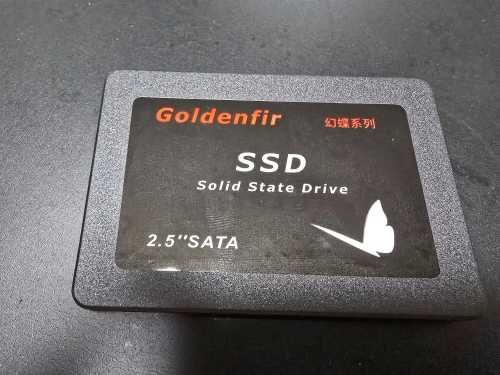 Goldenfir 幻蝶系列
SSD
Solid State Drive
2.5"SATA